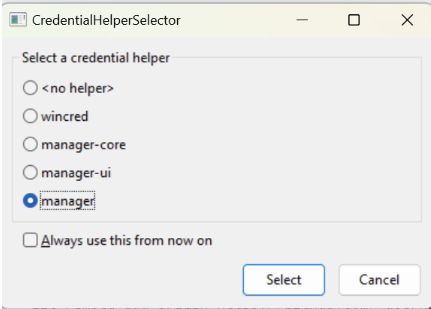 CredentialHelperSelector
Select a credential helper
<no helper>
wincred
manager-core
manager-ui
manager
Always use this from now on
Select
Cancel